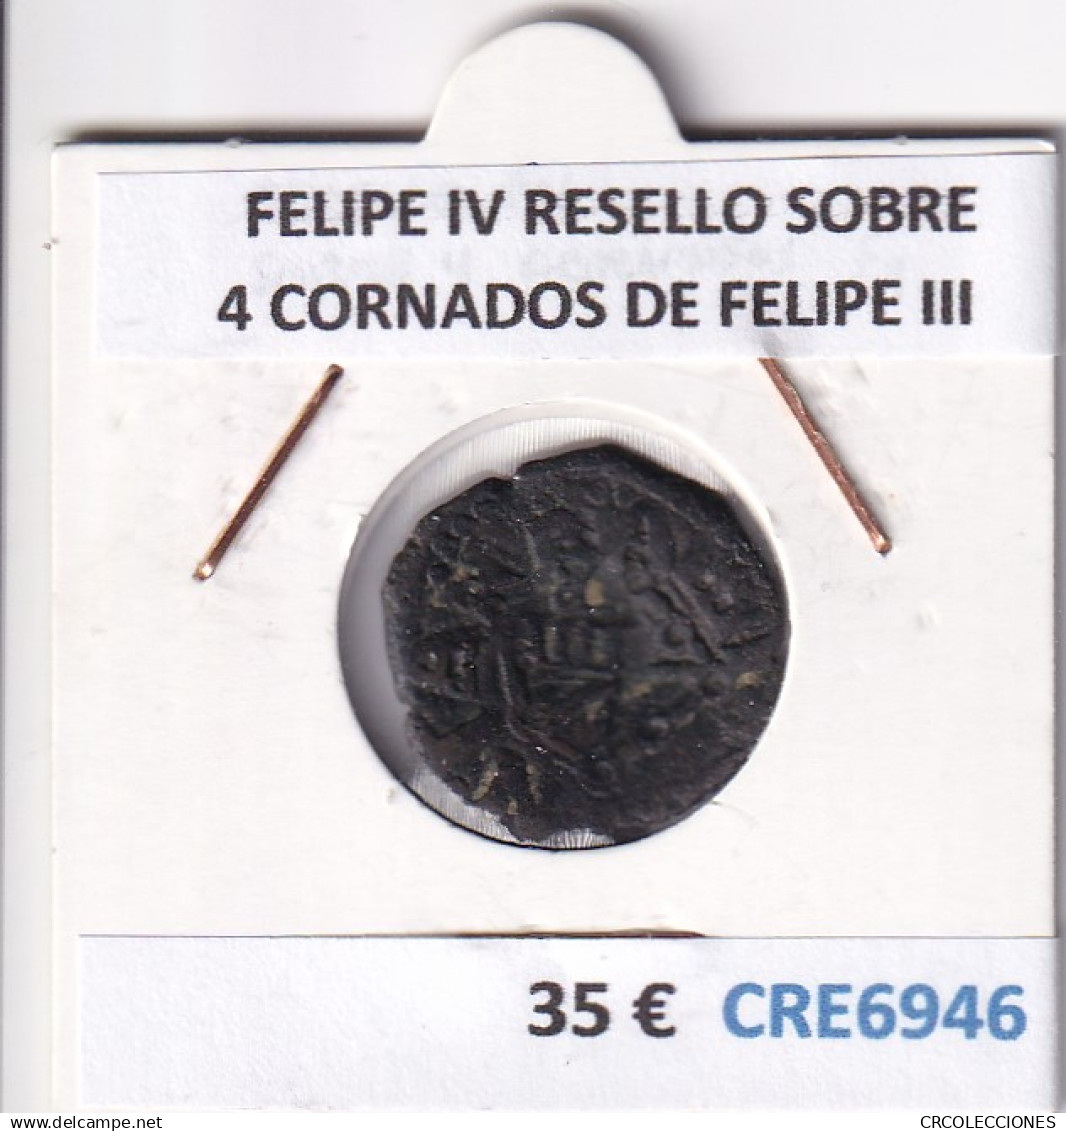 FELIPE IV RESELLO SOBRE
4 CORNADOS DE FELIPE III
35 € CRE6946
www.delcampe.net
CRCOLECCIONES